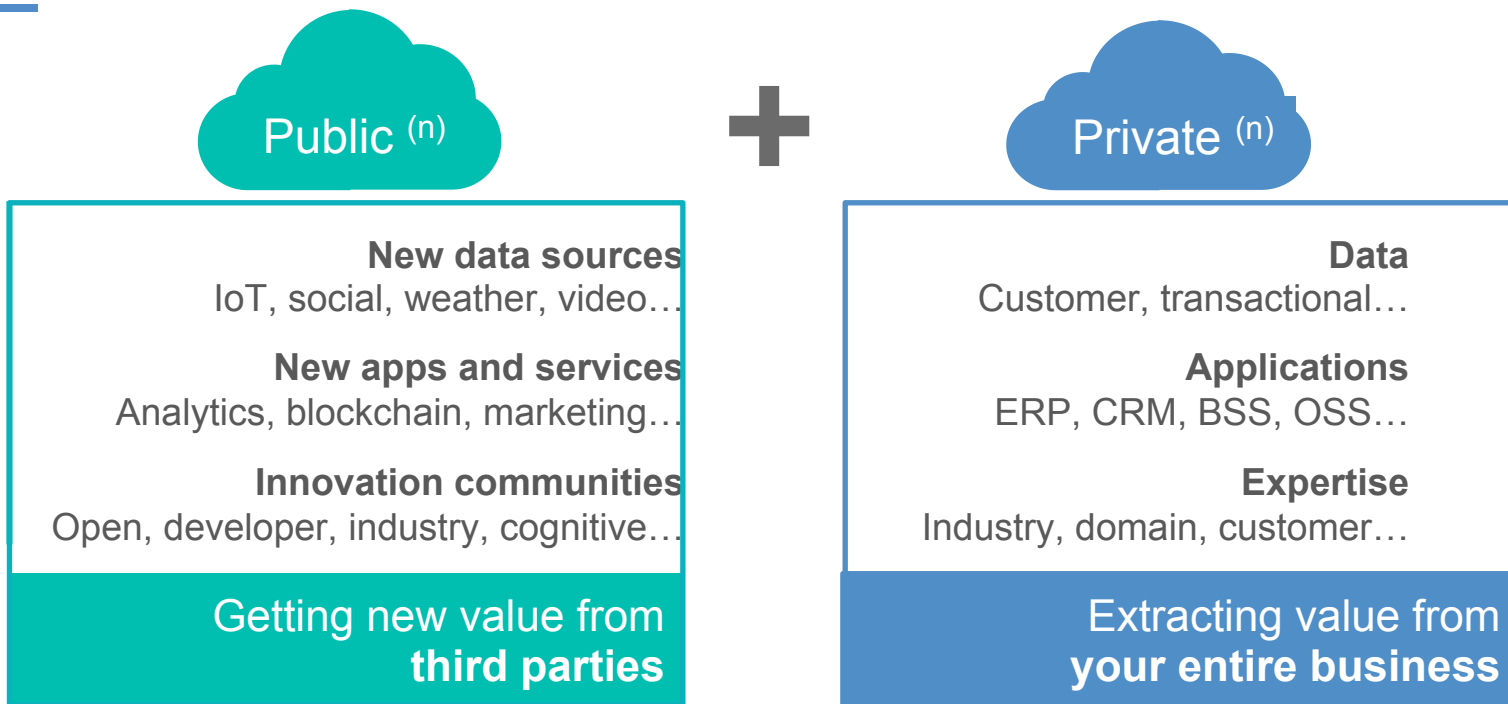 Public (n)
New data sources
IoT, social, weather, video…
New apps and services
Analytics, blockchain, marketing…
Innovation communities
Open, developer, industry, cognitive…
Getting new value from
third parties
+
Private (n)
Data
Customer, transactional…
Applications
ERP, CRM, BSS, OSS…
Expertise
Industry, domain, customer…
Extracting value from
your entire business